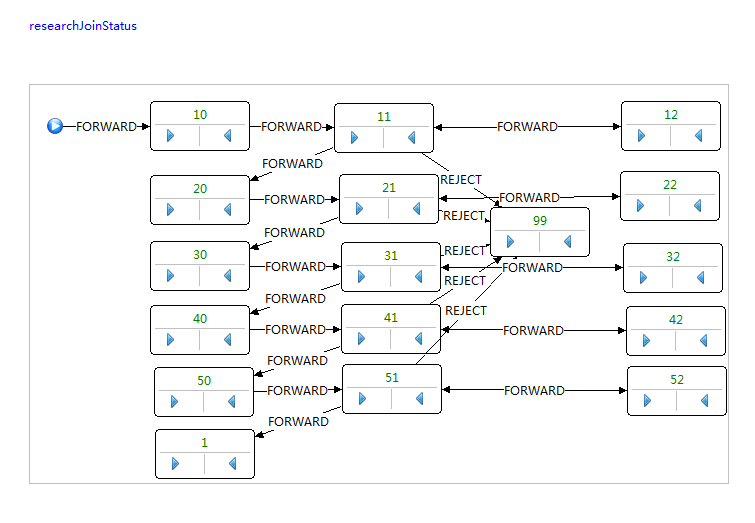 researchJoinStatus
FORWARD 10 FORWARD 11 FORWARD 12
FORWARD REJECT
20 FORWARD 21 FORWARD 22
FORWARD REJECT 99
30 FORWARD 31 REJECT FORWARD 32
FORWARD REJECT
40 FORWARD 41 REJECT FORWARD 42
FORWARD
50 FORWARD 51 FORWARD 52
FORWARD
1